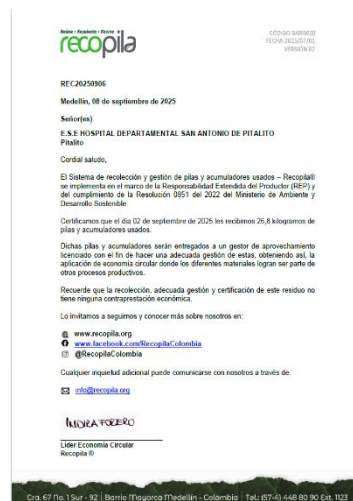 Reúne - Recolecta - Recicla
recopila
CÓDIGO SARG020
FECHA 2025/07/01
VERSIÓN 02
REC20250906
Medellín, 08 de septiembre de 2025
Señor(es)
E.S.E HOSPITAL DEPARTAMENTAL SAN ANTONIO DE PITALITO
Pitalito
Cordial saludo,
El Sistema de recolección y gestión de pilas y acumuladores usados – Recopila®
se implementa en el marco de la Responsabilidad Extendida del Productor (REP) y
del cumplimiento de la Resolución 0851 del 2022 del Ministerio de Ambiente y
Desarrollo Sostenible.
Certificamos que el día 02 de septiembre de 2025 les recibimos 26,8 kilogramos de
pilas y acumuladores usados.
Dichas pilas y acumuladores serán entregados a un gestor de aprovechamiento
licenciado con el fin de hacer una adecuada gestión de estas, obteniendo así, la
aplicación de economía circular donde los diferentes materiales logran ser parte de
otros procesos productivos.
Recuerde que la recolección, adecuada gestión y certificación de este residuo no
tiene ninguna contraprestación económica.
Lo invitamos a seguirnos y conocer más sobre nosotros en:
www.recopila.org
www.facebook.com/RecopilaColombia
@RecopilaColombia
Cualquier inquietud adicional puede comunicarse con nosotros a través de:
info@recopila.org
INDIRA FORERO
Líder Economía Circular
Recopila ®
Cra. 67 No. 1 Sur - 92 | Barrio Mayorca Medellín - Colombia | Tel: (57-4) 448 80 90 Ext. 1123